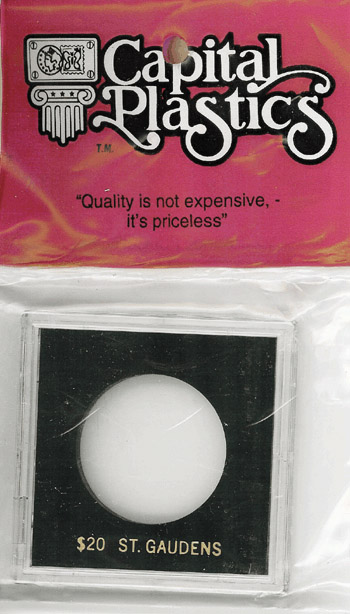 Capital
Plastics
T.M.
"Quality is not expensive, -
it's priceless"
$20 ST. GAUDENS